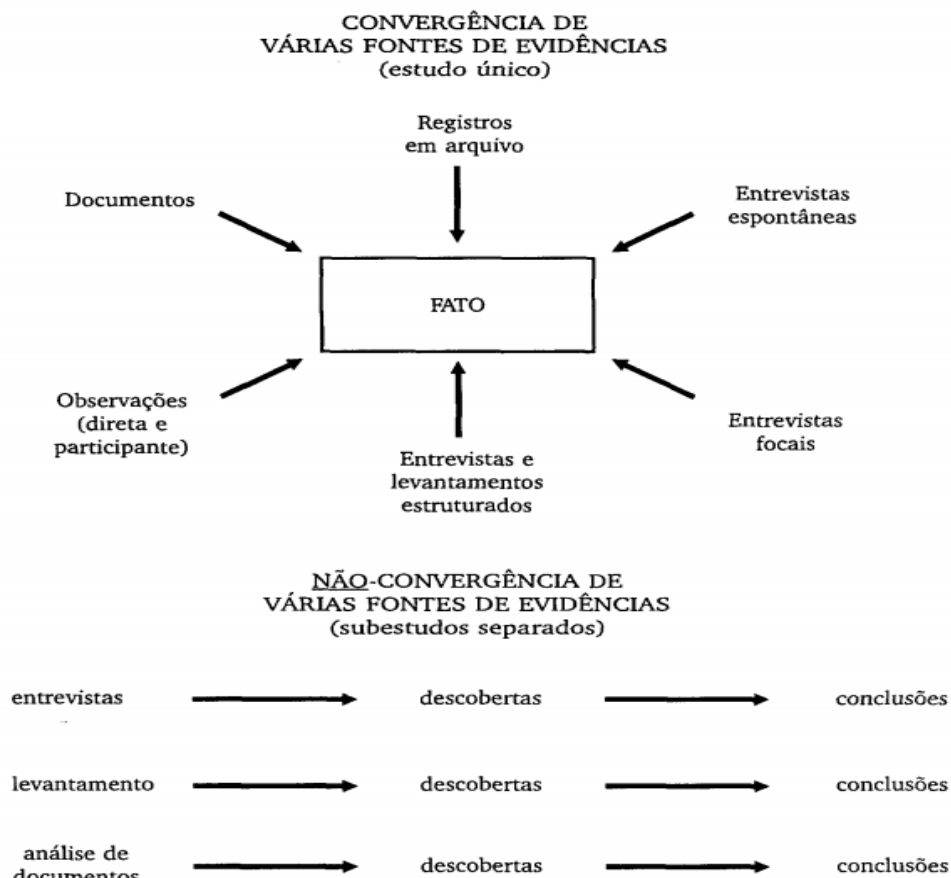 CONVERGÊNCIA DE
VÁRIAS FONTES DE EVIDÊNCIAS
(estudo único)
Registros
em arquivo
Documentos
Entrevistas
espontâneas
FATO
Observações
(direta e
participante)
Entrevistas e
levantamentos
estruturados
Entrevistas
focais
NÃO-CONVERGÊNCIA DE
VÁRIAS FONTES DE EVIDÊNCIAS
(subestudos separados)
entrevistas descobertas conclusões
levantamento descobertas conclusões
análise de
documentos descobertas conclusões